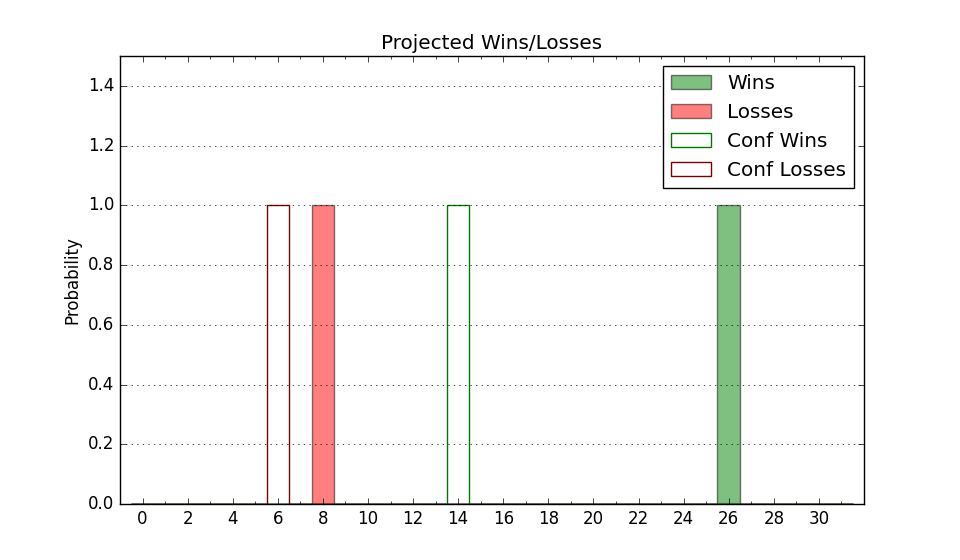 Projected Wins/Losses
Wins
Losses
Conf Wins
Conf Losses
Probability
1.4
1.2
1.0
0.8
0.6
0.4
0.2
0.0
0 2 4 6 8 10 12 14 16 18 20 22 24 26 28 30